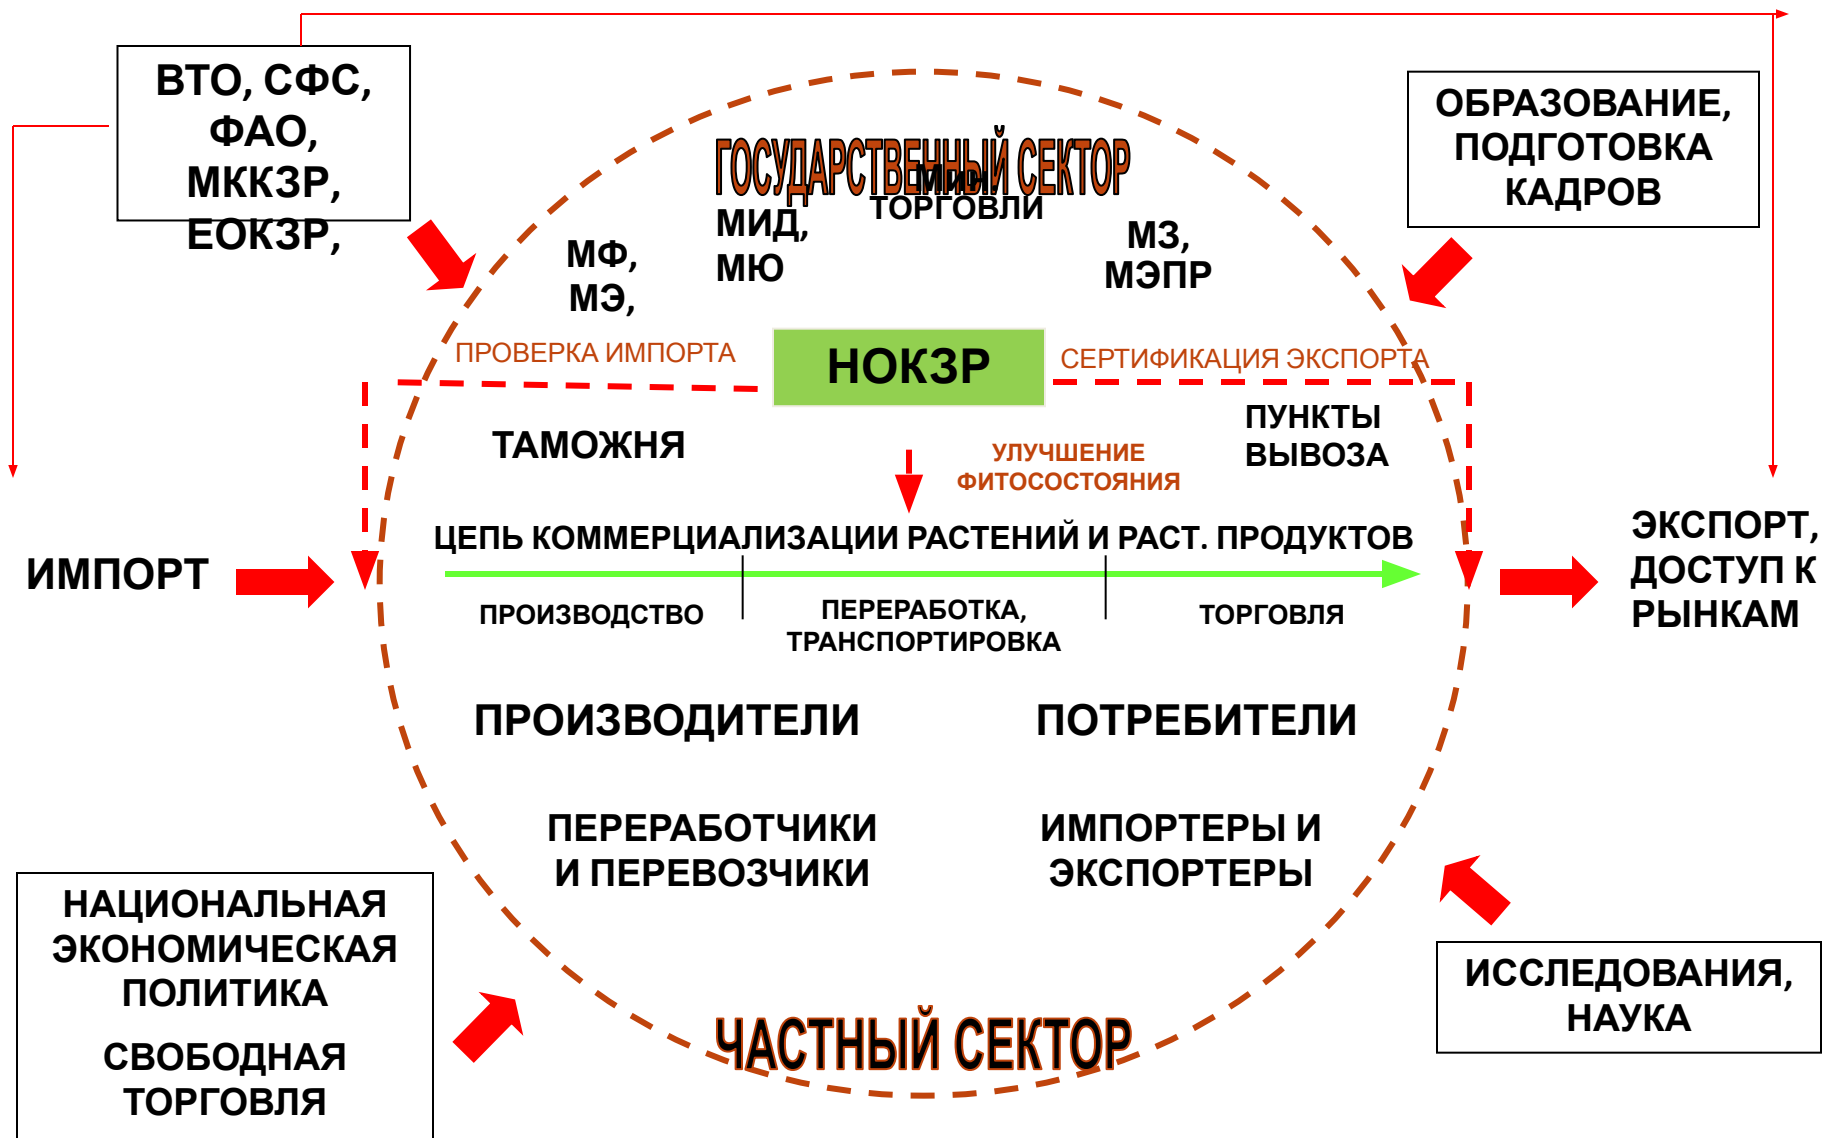 ВТО, СФС,
ФАО,
МККЗР,
ЕОКЗР,
ОБРАЗОВАНИЕ,
ПОДГОТОВКА
КАДРОВ
ГОСУДАРСТВЕННЫЙ СЕКТОР
Мин.
ТОРГОВЛИ
МИД,
МЮ
МФ,
МЭ,
МЗ,
МЭПР
ПРОВЕРКА ИМПОРТА
НОКЗР
СЕРТИФИКАЦИЯ ЭКСПОРТА
ТАМОЖНЯ
УЛУЧШЕНИЕ
ФИТОСОСТОЯНИЯ
ПУНКТЫ
ВЫВОЗА
ЦЕПЬ КОММЕРЦИАЛИЗАЦИИ РАСТЕНИЙ И РАСТ. ПРОДУКТОВ
ИМПОРТ
ЭКСПОРТ,
ДОСТУП К
РЫНКАМ
ПРОИЗВОДСТВО
ПЕРЕРАБОТКА,
ТРАНСПОРТИРОВКА
ТОРГОВЛЯ
ПРОИЗВОДИТЕЛИ
ПОТРЕБИТЕЛИ
ПЕРЕРАБОТЧИКИ
И ПЕРЕВОЗЧИКИ
ИМПОРТЕРЫ И
ЭКСПОРТЕРЫ
НАЦИОНАЛЬНАЯ
ЭКОНОМИЧЕСКАЯ
ПОЛИТИКА
СВОБОДНАЯ
ТОРГОВЛЯ
ИССЛЕДОВАНИЯ,
НАУКА
ЧАСТНЫЙ СЕКТОР